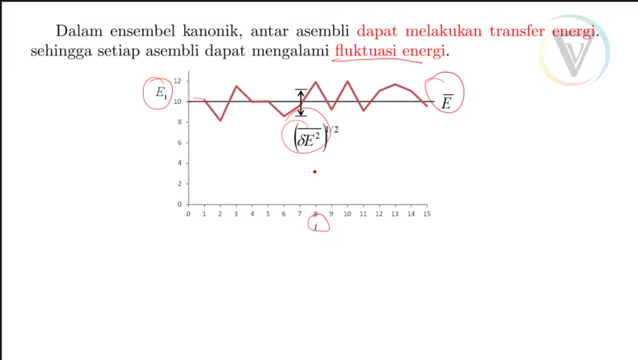 Dalam ensembel kanonik, antar asembli dapat melakukan transfer energi.
sehingga setiap asembli dapat mengalami fluktuasi energi.
12
E_i
10
E̅
8
(δE²)^1/2
6
4
2
0
0 1 2 3 4 5 6 7 8 9 10 11 12 13 14 15
i